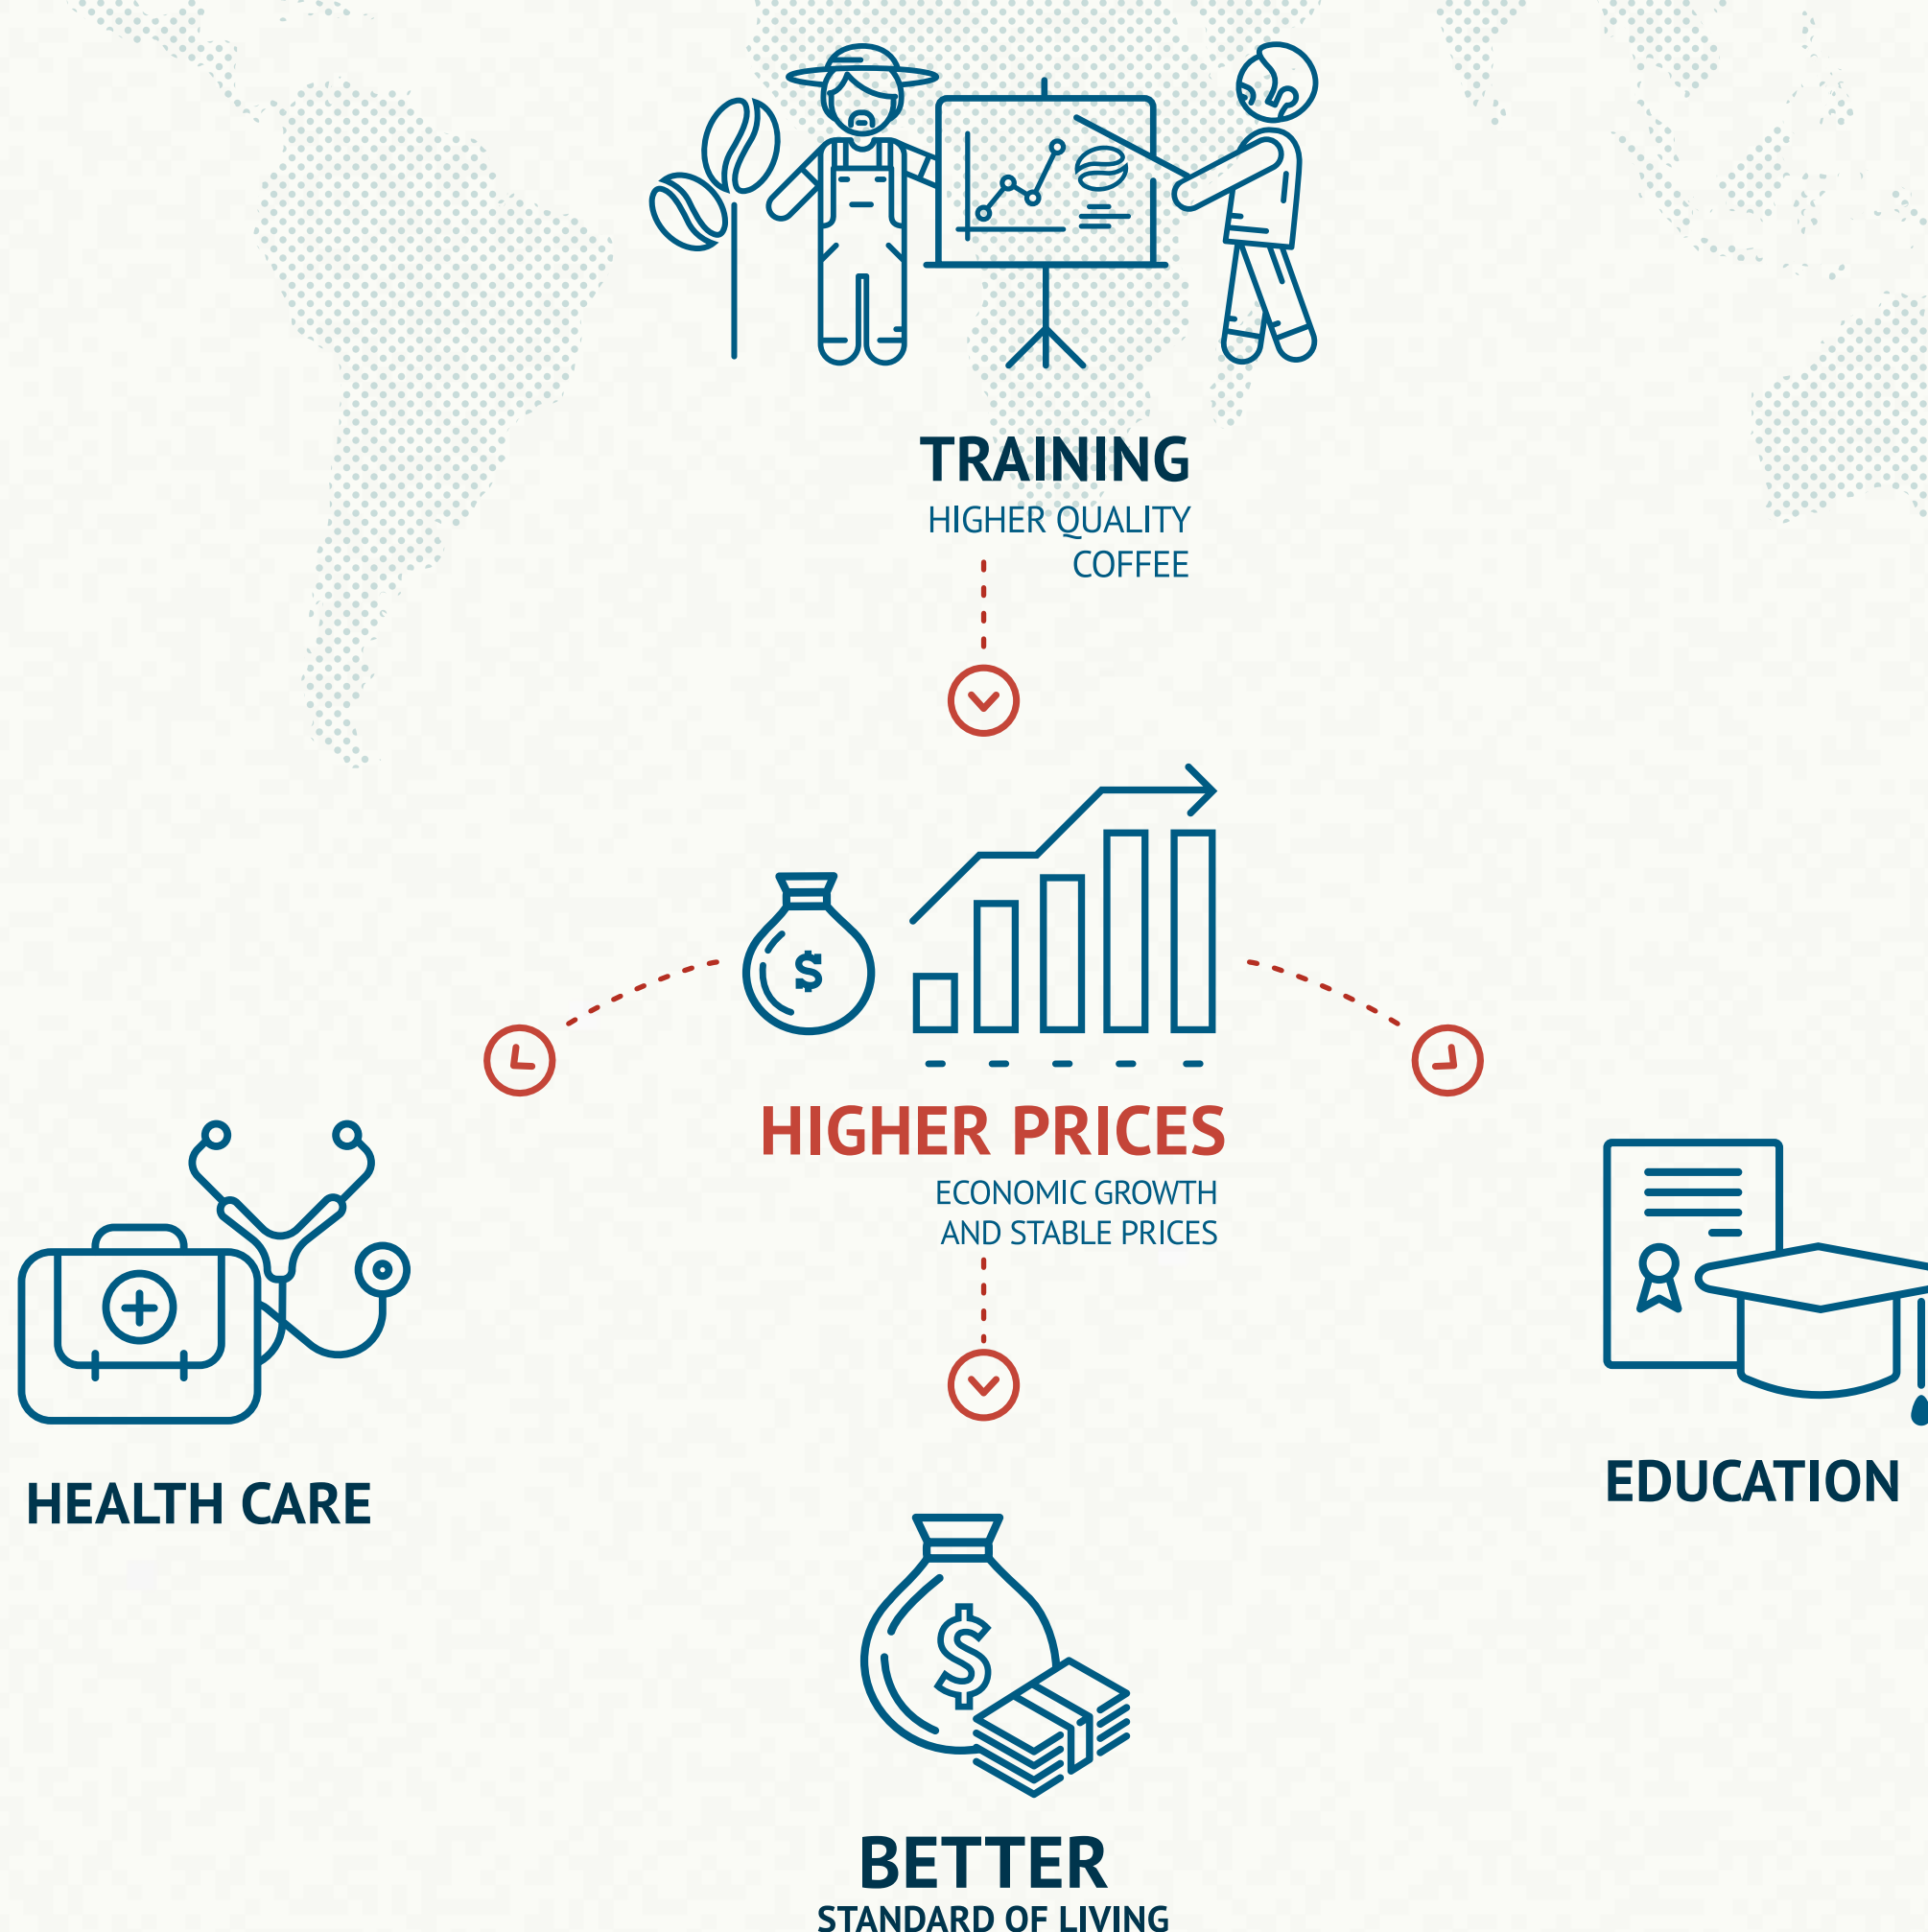 TRAINING
HIGHER QUALITY
COFFEE
$
HIGHER PRICES
ECONOMIC GROWTH
AND STABLE PRICES
HEALTH CARE
EDUCATION
$
BETTER
STANDARD OF LIVING